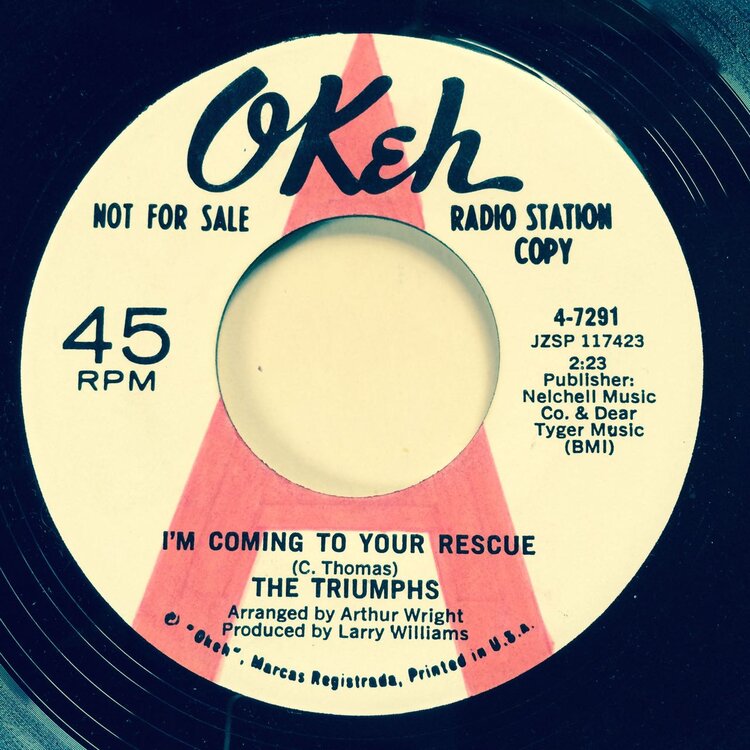 OKeh
NOT FOR SALE
RADIO STATION
COPY
45
RPM
4-7291
JZSP 117423
2:23
Publisher:
Nelchell Music
Co. & Dear
Tyger Music
(BMI)
A
I'M COMING TO YOUR RESCUE
(C. Thomas)
THE TRIUMPHS
Arranged by Arthur Wright
Produced by Larry Williams
"Okeh", Marcas Registrada, Printed in U.S.A.